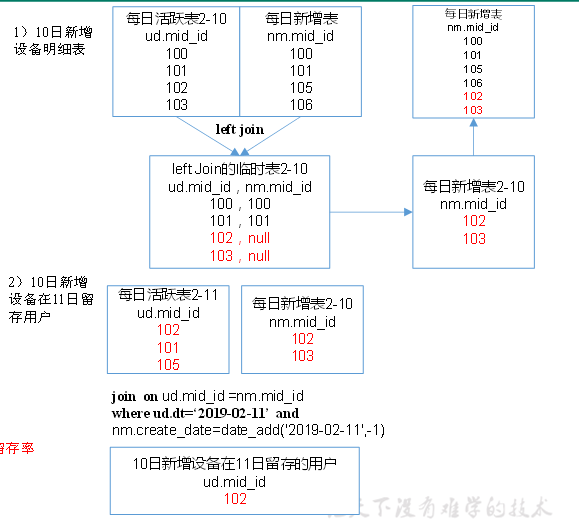 1）10日新增
设备明细表
每日活跃表2-10
ud.mid_id
100
101
102
103
每日新增表
nm.mid_id
100
101
105
106
每日新增表
nm.mid_id
100
101
105
106
102
103
left join
left Join的临时表2-10
ud.mid_id，nm.mid_id
100，100
101，101
102，null
103，null
每日新增表2-10
nm.mid_id
102
103
2）10日新增
设备在11日留
存用户
每日活跃表2-11
ud.mid_id
102
101
105
每日新增表2-10
nm.mid_id
102
103
join on ud.mid_id =nm.mid_id
where ud.dt=‘2019-02-11’ and
nm.create_date=date_add('2019-02-11',-1)
留存率
10日新增设备在11日留存的用户
ud.mid_id
102
天下没有难学的技术